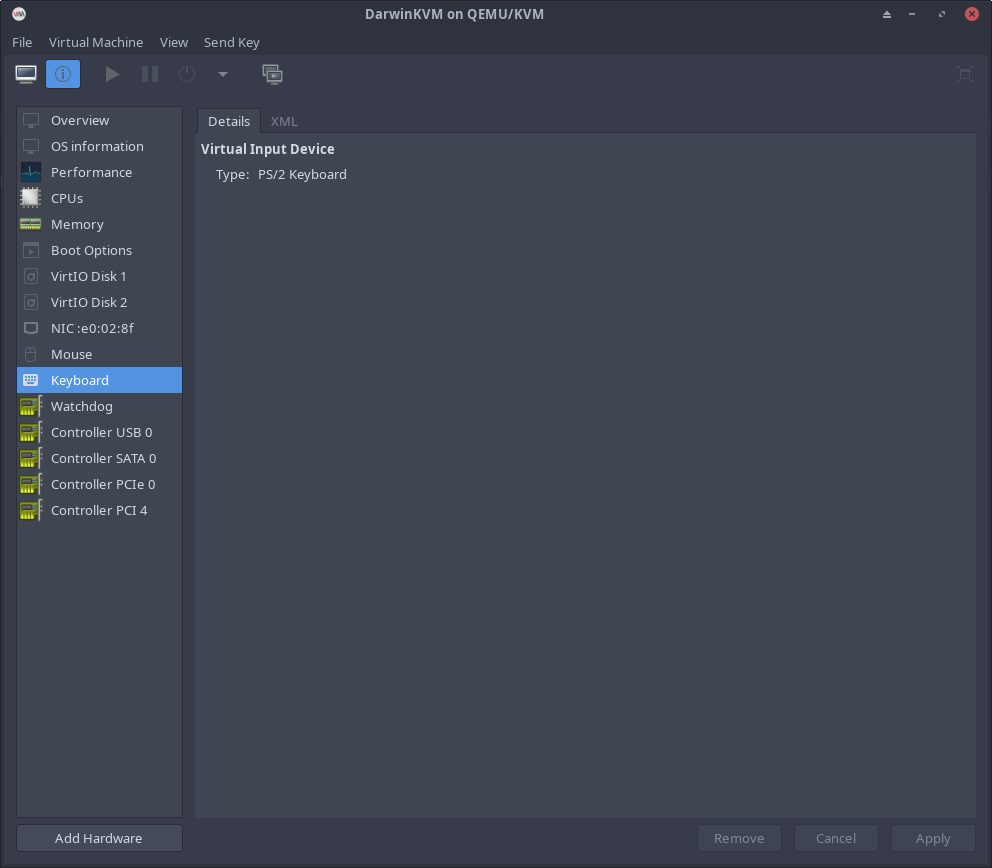 DarwinKVM on QEMU/KVM
File Virtual Machine View Send Key
Details XML
Overview
OS information
Performance
CPUs
Memory
Boot Options
VirtIO Disk 1
VirtIO Disk 2
NIC :e0:02:8f
Mouse
Keyboard
Watchdog
Controller USB 0
Controller SATA 0
Controller PCIe 0
Controller PCI 4
Virtual Input Device
Type: PS/2 Keyboard
Add Hardware
Remove Cancel Apply